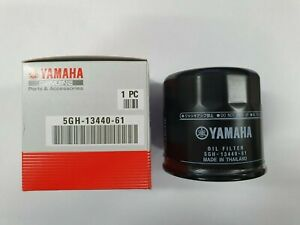 YAMAHA
Parts & Accessories
1 PC
5GH-13440-61
YAMAHA
OIL FILTER
5GH-13440-61
MADE IN THAILAND